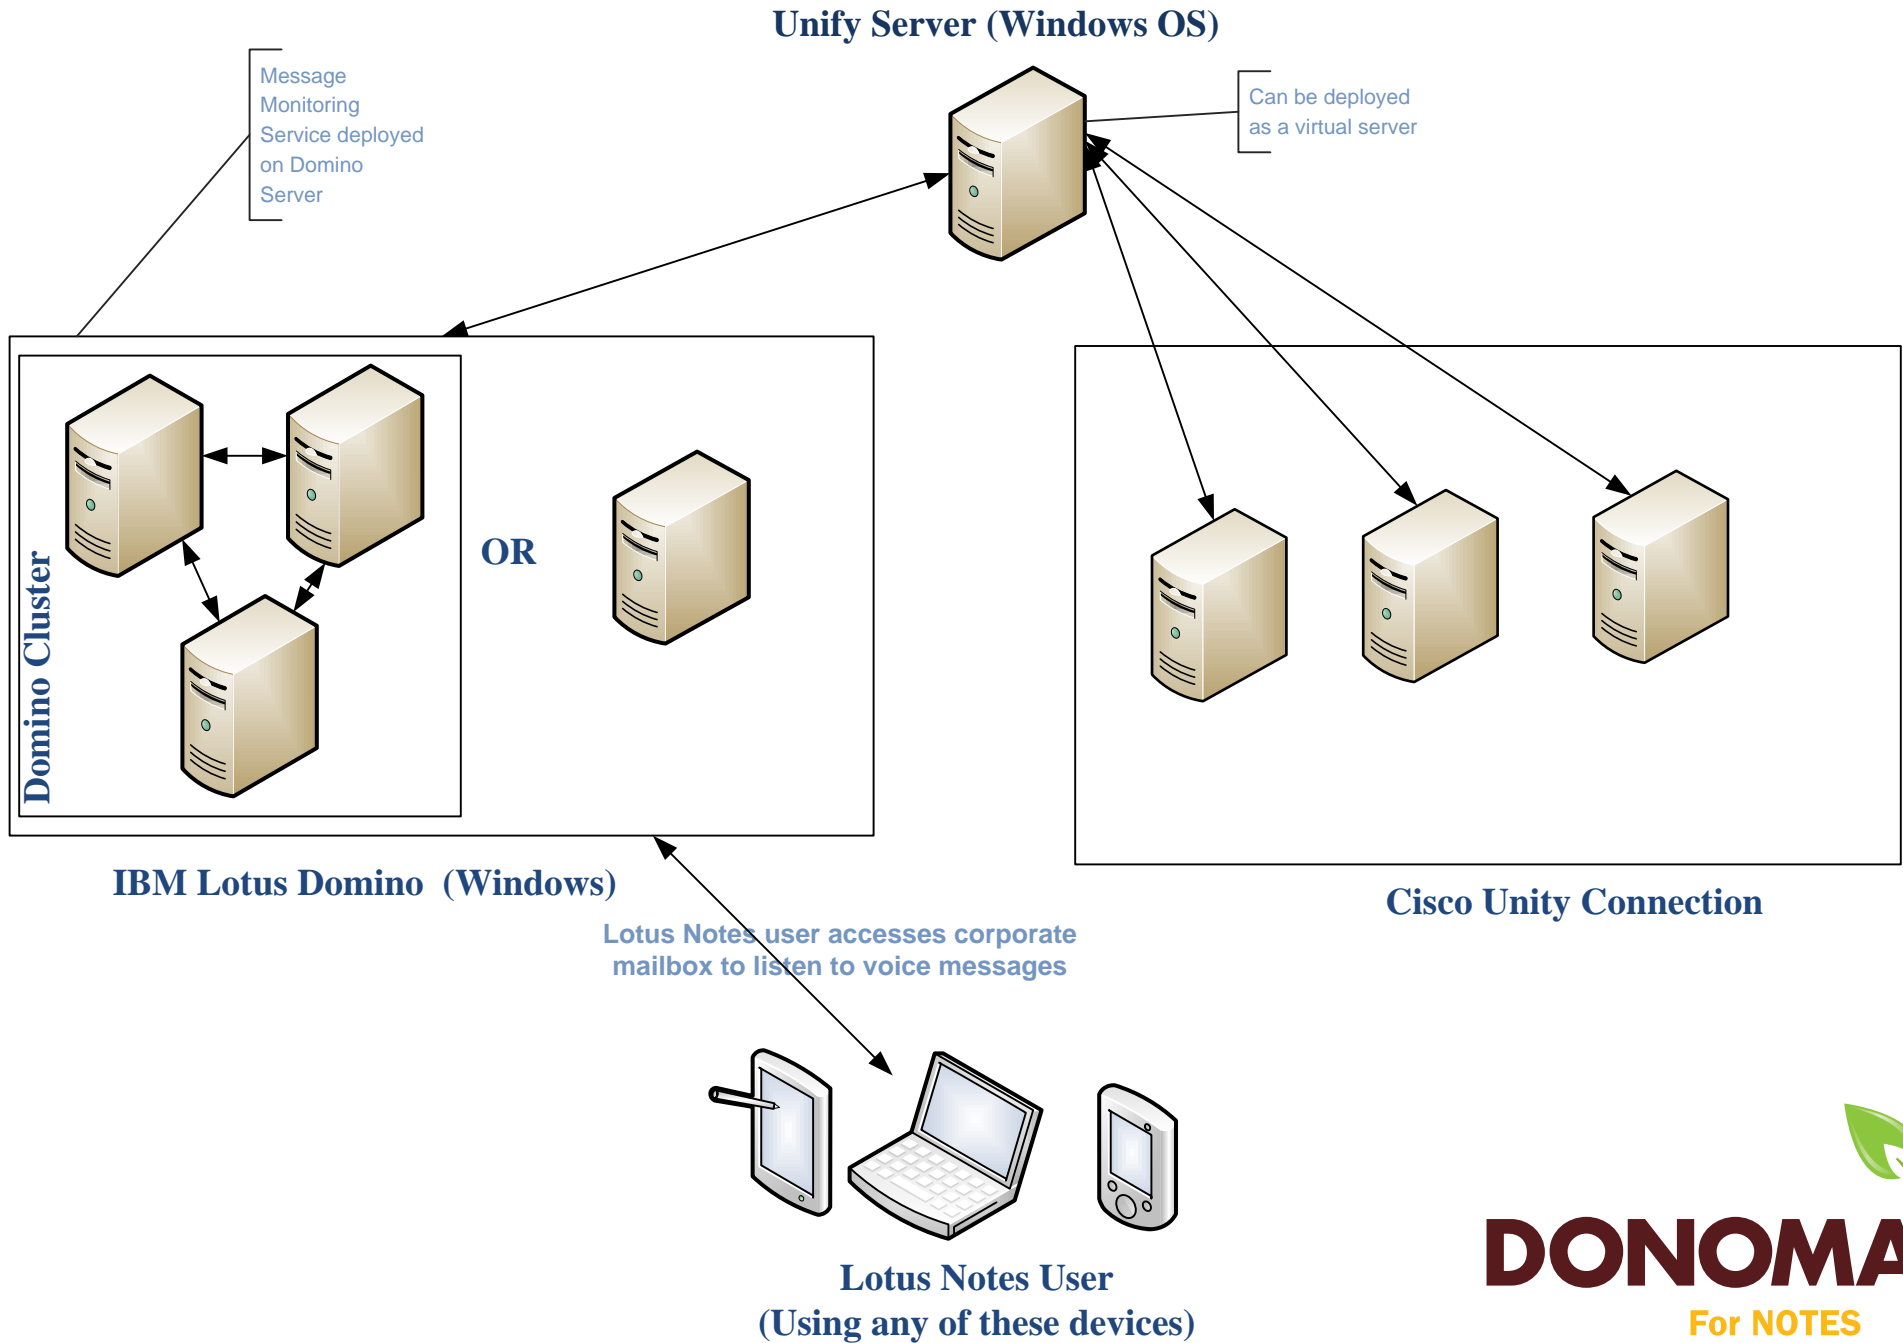 Unify Server (Windows OS)
Message
Monitoring
Service deployed
on Domino
Server
Can be deployed
as a virtual server
Domino Cluster
OR
IBM Lotus Domino (Windows)
Cisco Unity Connection
Lotus Notes user accesses corporate
mailbox to listen to voice messages
Lotus Notes User
(Using any of these devices)
DONOMA
For NOTES